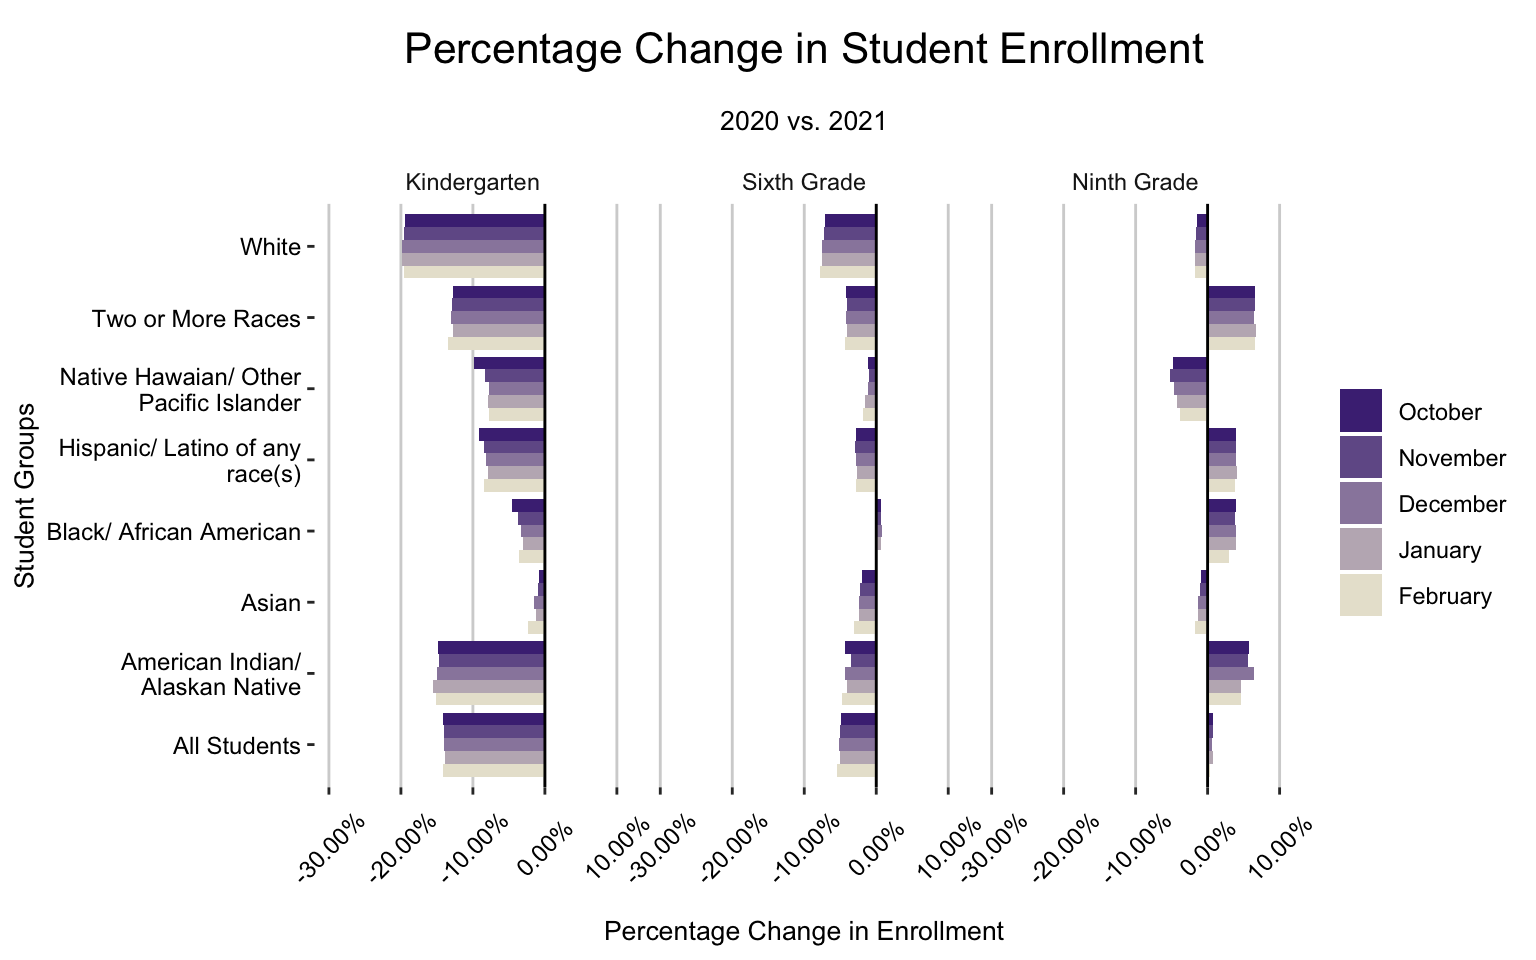 Percentage Change in Student Enrollment
2020 vs. 2021
Kindergarten
Sixth Grade
Ninth Grade
Student Groups
White
Two or More Races
Native Hawaian/ Other
Pacific Islander
Hispanic/ Latino of any
race(s)
Black/ African American
Asian
American Indian/
Alaskan Native
All Students
-30.00%
-20.00%
-10.00%
0.00%
10.00%
-30.00%
-20.00%
-10.00%
0.00%
10.00%
-30.00%
-20.00%
-10.00%
0.00%
10.00%
Percentage Change in Enrollment
October
November
December
January
February